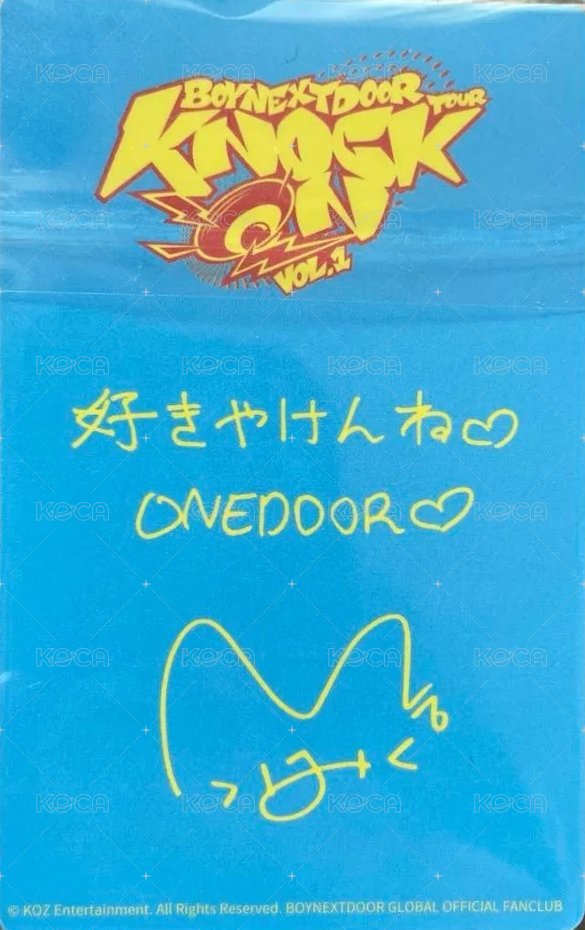 BOYNEXTDOOR TOUR
KNOCK
ON
VOL.1
好きやけんね♡
ONEDOOR♡
© KOZ Entertainment. All Rights Reserved. BOYNEXTDOOR GLOBAL OFFICIAL FANCLUB
KOCA